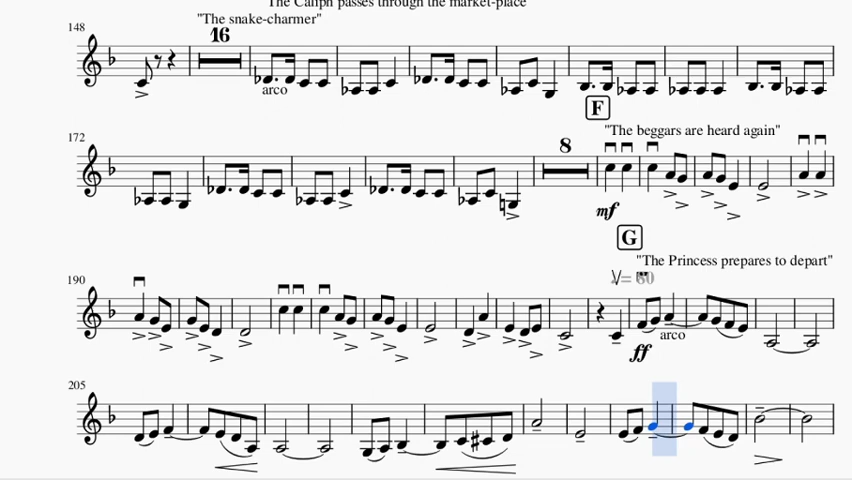 The Caliph passes through the market-place
"The snake-charmer"
148
16
arco
F
172
8
"The beggars are heard again"
mf
G
"The Princess prepares to depart"
190
= 60
arco
ff
205